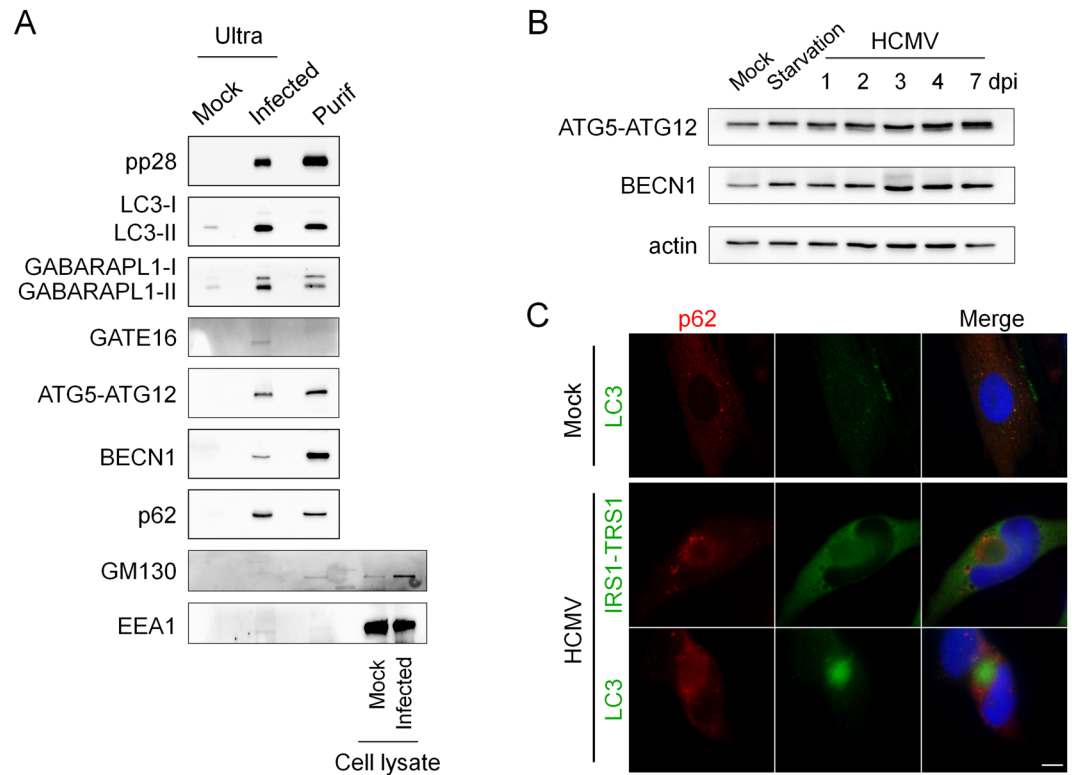 A
Ultra
Mock
Infected
Purif
pp28
LC3-I
LC3-II
GABARAPL1-I
GABARAPL1-II
GATE16
ATG5-ATG12
BECN1
p62
GM130
EEA1
Mock
Infected
Cell lysate
B
HCMV
Mock
Starvation
1 2 3 4 7 dpi
ATG5-ATG12
BECN1
actin
C
p62
Merge
Mock
LC3
HCMV
IRS1-TRS1
LC3